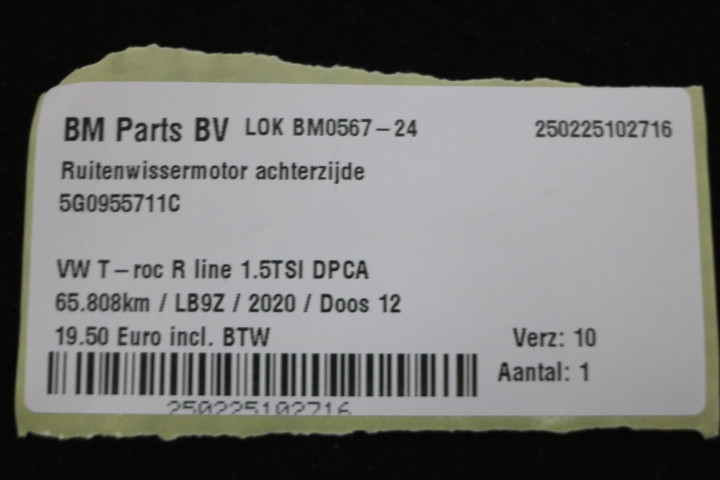 BM Parts BV LOK BM0567-24 250225102716
Ruitenwissermotor achterzijde
5G0955711C
VW T-roc R line 1.5TSI DPCA
65.808km / LB9Z / 2020 / Doos 12
19.50 Euro incl. BTW Verz: 10
Aantal: 1
250225102716